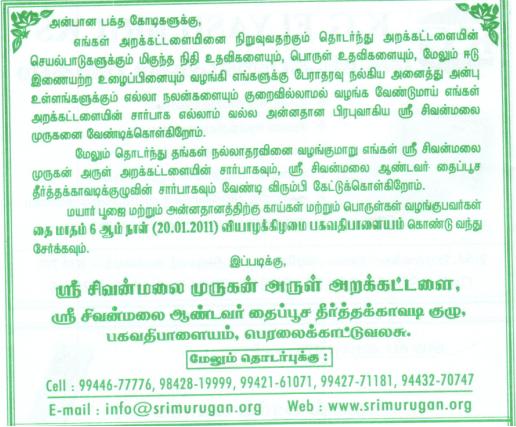 அன்பான பக்த கோடிகளுக்கு,
எங்கள் அறக்கட்டளையினை நிறுவுவதற்கும் தொடர்ந்து அறக்கட்டளையின்
செயல்பாடுகளுக்கும் மிகுந்த நிதி உதவிகளையும், பொருள் உதவிகளையும், மேலும் ஈடு
இணையற்ற உழைப்பினையும் வழங்கி எங்களுக்கு பேராதரவு நல்கிய அனைத்து அன்பு
உள்ளங்களுக்கும் எல்லா நலன்களையும் குறைவில்லாமல் வழங்க வேண்டுமாய் எங்கள்
அறக்கட்டளையின் சார்பாக எல்லாம் வல்ல அன்னதான பிரபுவாகிய ஸ்ரீ சிவன்மலை
முருகனை வேண்டிக்கொள்கிறோம்.
மேலும் தொடர்ந்து தங்கள் நல்லாதரவினை வழங்குமாறு எங்கள் ஸ்ரீ சிவன்மலை
முருகன் அருள் அறக்கட்டளையின் சார்பாகவும், ஸ்ரீ சிவன்மலை ஆண்டவர் தைப்பூச
தீர்த்தக்காவடிக்குழுவின் சார்பாகவும் வேண்டி விரும்பி கேட்டுக்கொள்கிறோம்.
மயார் பூஜை மற்றும் அன்னதானத்திற்கு காய்கள் மற்றும் பொருள்கள் வழங்குபவர்கள்
தை மாதம் 6 ஆம் நாள் (20.01.2011) வியாழக்கிழமை பகவதிபாளையம் கொண்டு வந்து
சேர்க்கவும்.
இப்படிக்கு,
ஸ்ரீ சிவன்மலை முருகன் அருள் அறக்கட்டளை,
ஸ்ரீ சிவன்மலை ஆண்டவர் தைப்பூச தீர்த்தக்காவடி குழு,
பகவதிபாளையம், பெரலைக்காட்டுவலசு.
மேலும் தொடர்புக்கு :
Cell : 99446-77776, 98428-19999, 99421-61071, 99427-71181, 94432-70747
E-mail : info@srimurugan.org Web : www.srimurugan.org